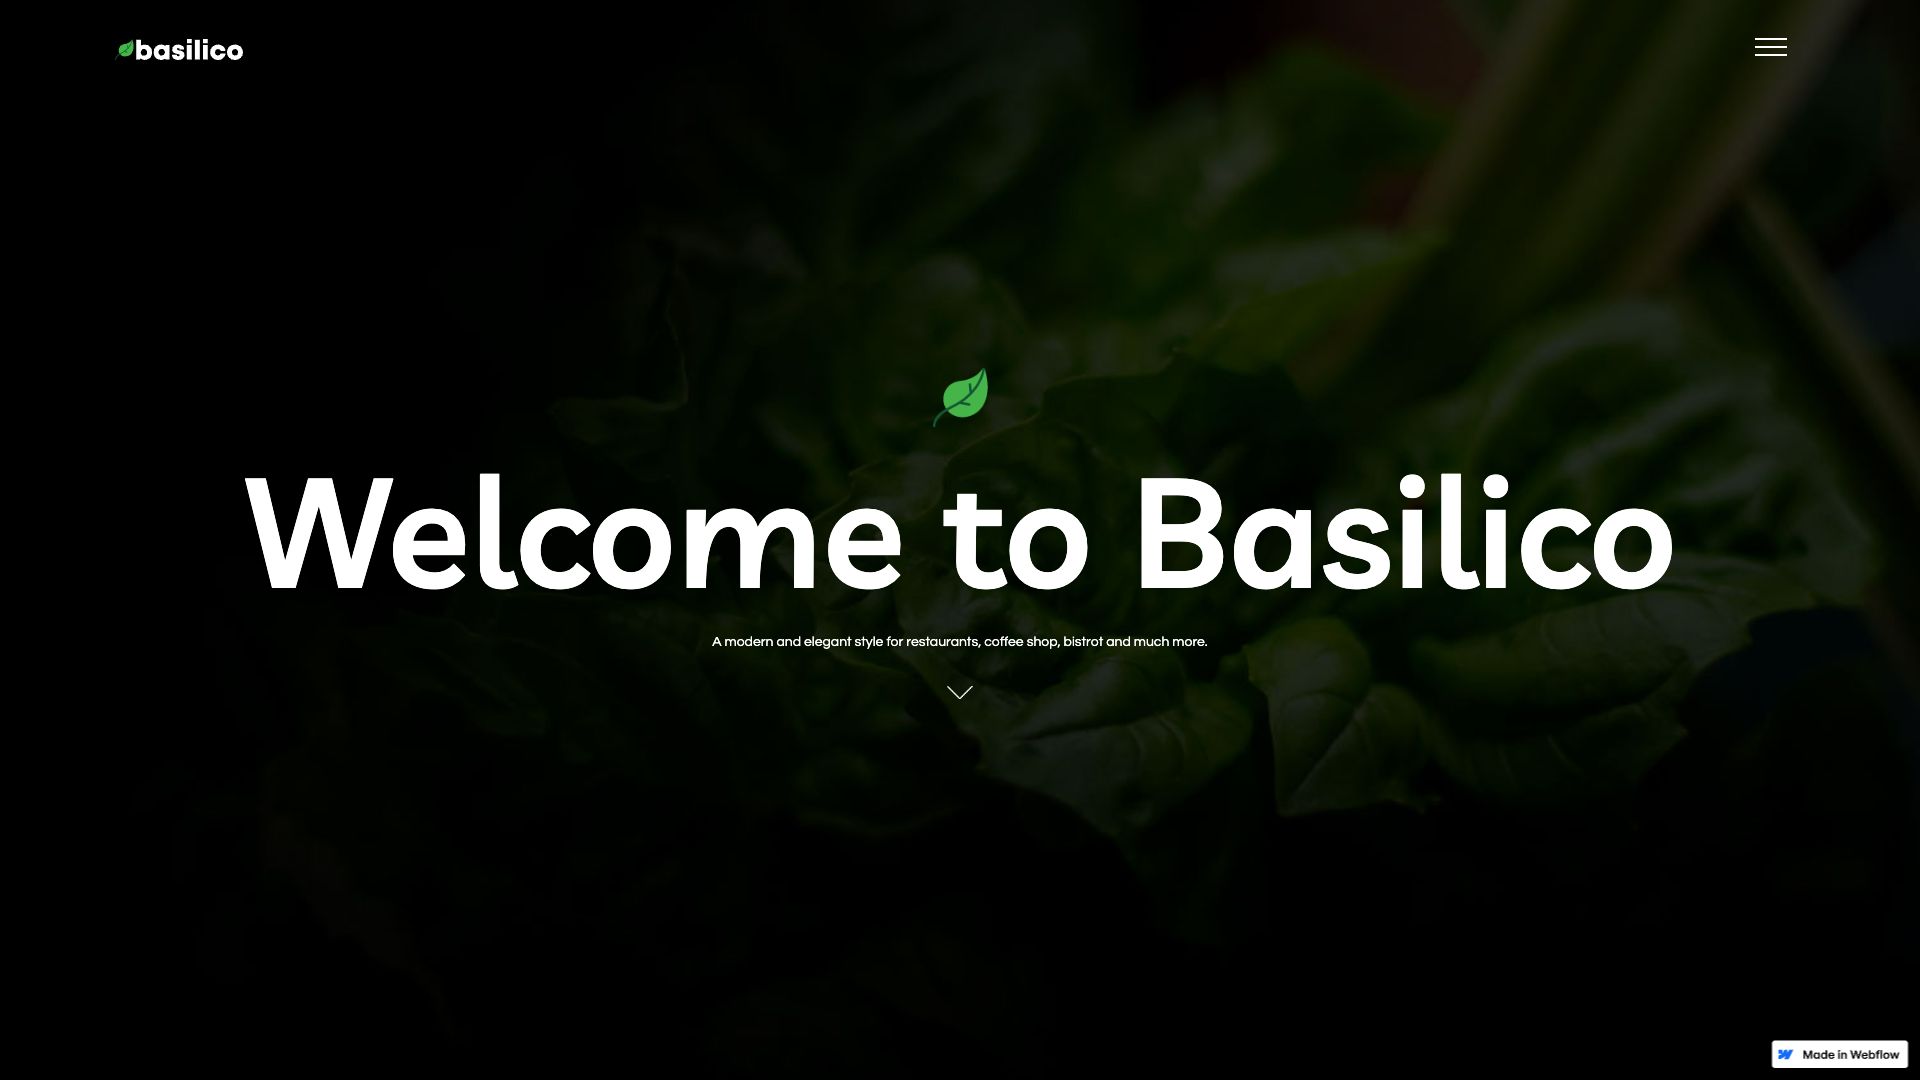 basilico
Welcome to Basilico
A modern and elegant style for restaurants, coffee shop, bistrot and much more.
Made in Webflow